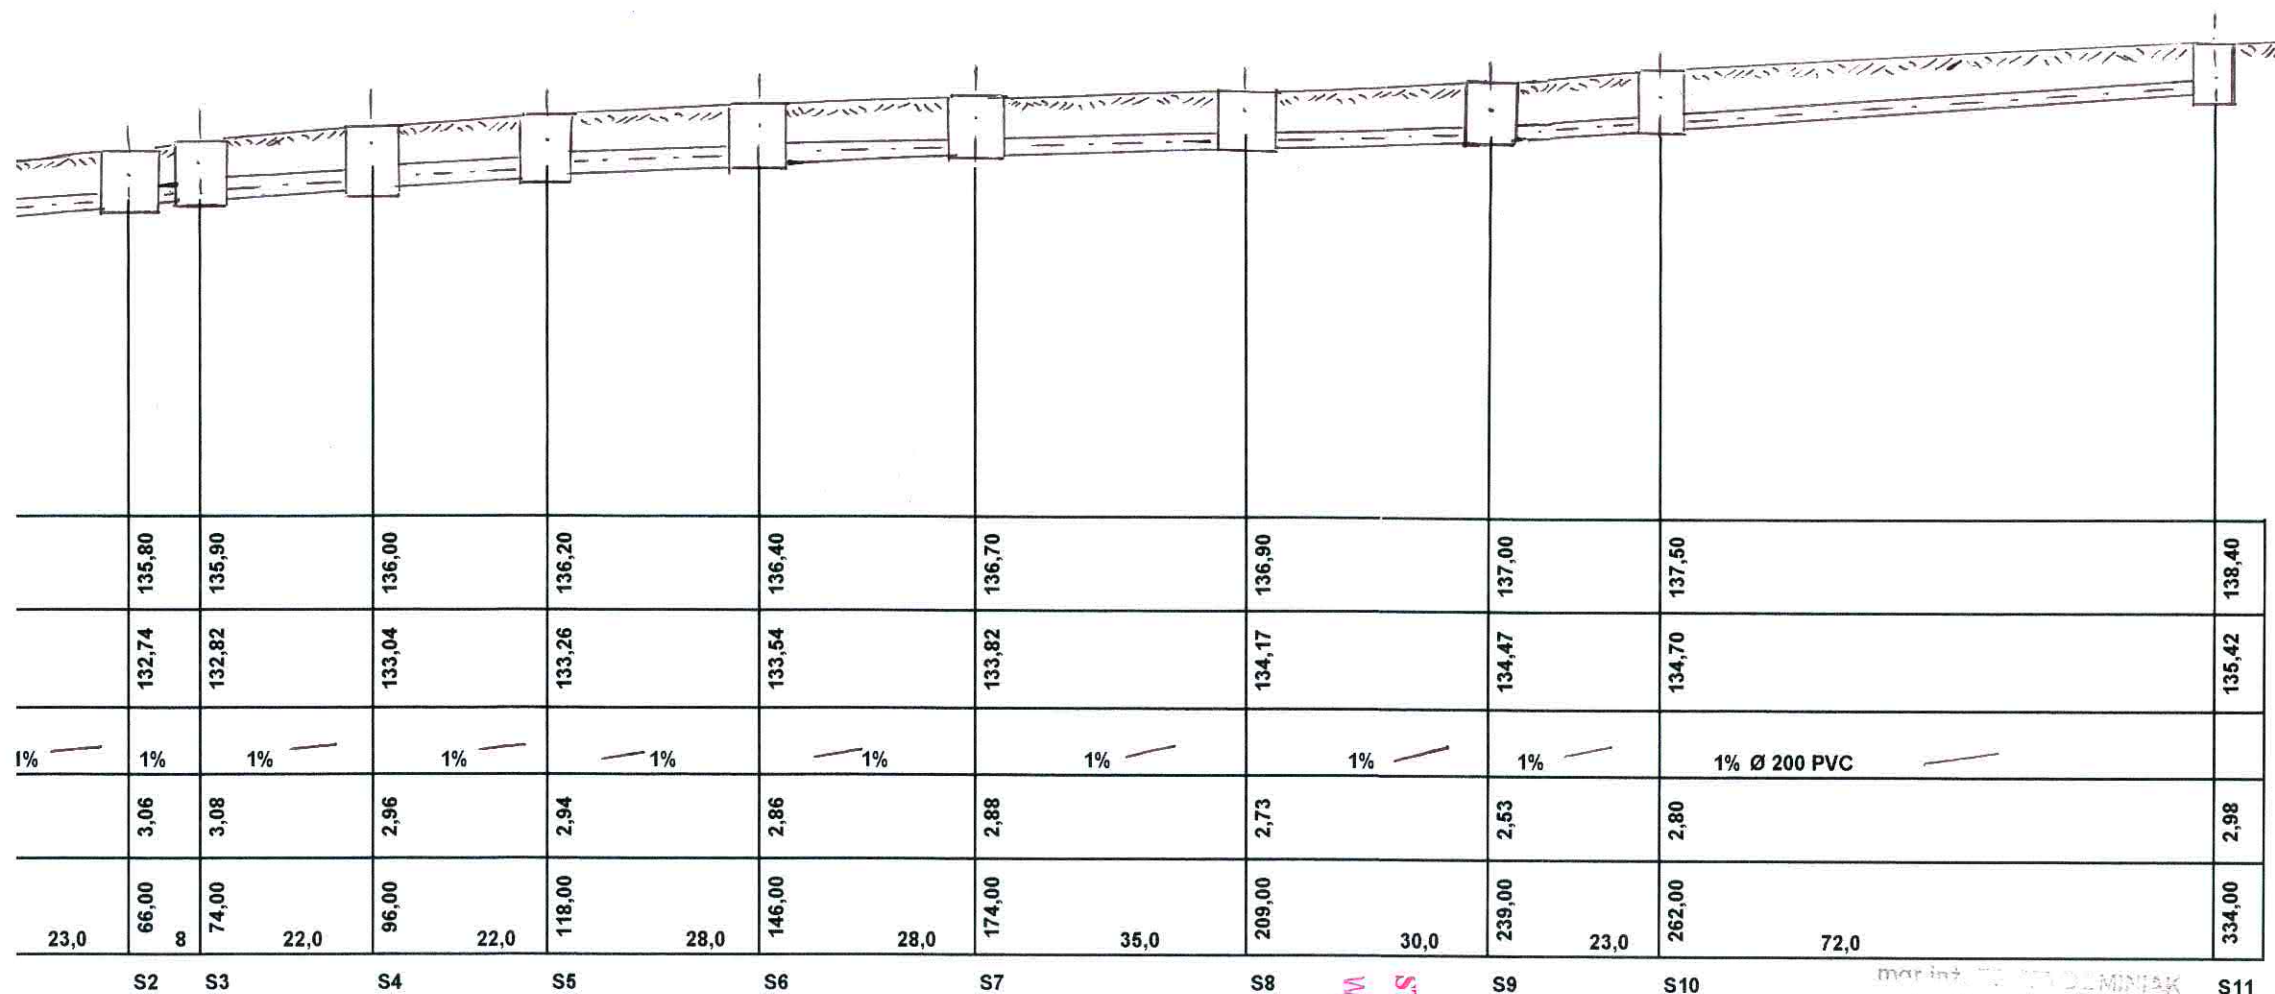 135,80 135,90 136,00 136,20 136,40 136,70 136,90 137,00 137,50 138,40
132,74 132,82 133,04 133,26 133,54 133,82 134,17 134,47 134,70 135,42
1% 1% 1% 1% 1% 1% 1% 1% 1% 1% Ø 200 PVC
3,06 3,08 2,96 2,94 2,86 2,88 2,73 2,53 2,80 2,98
66,00 74,00 96,00 118,00 146,00 174,00 209,00 239,00 262,00 334,00
23,0 8 22,0 22,0 28,0 28,0 35,0 30,0 23,0 72,0
S2 S3 S4 S5 S6 S7 S8 S9 S10 S11